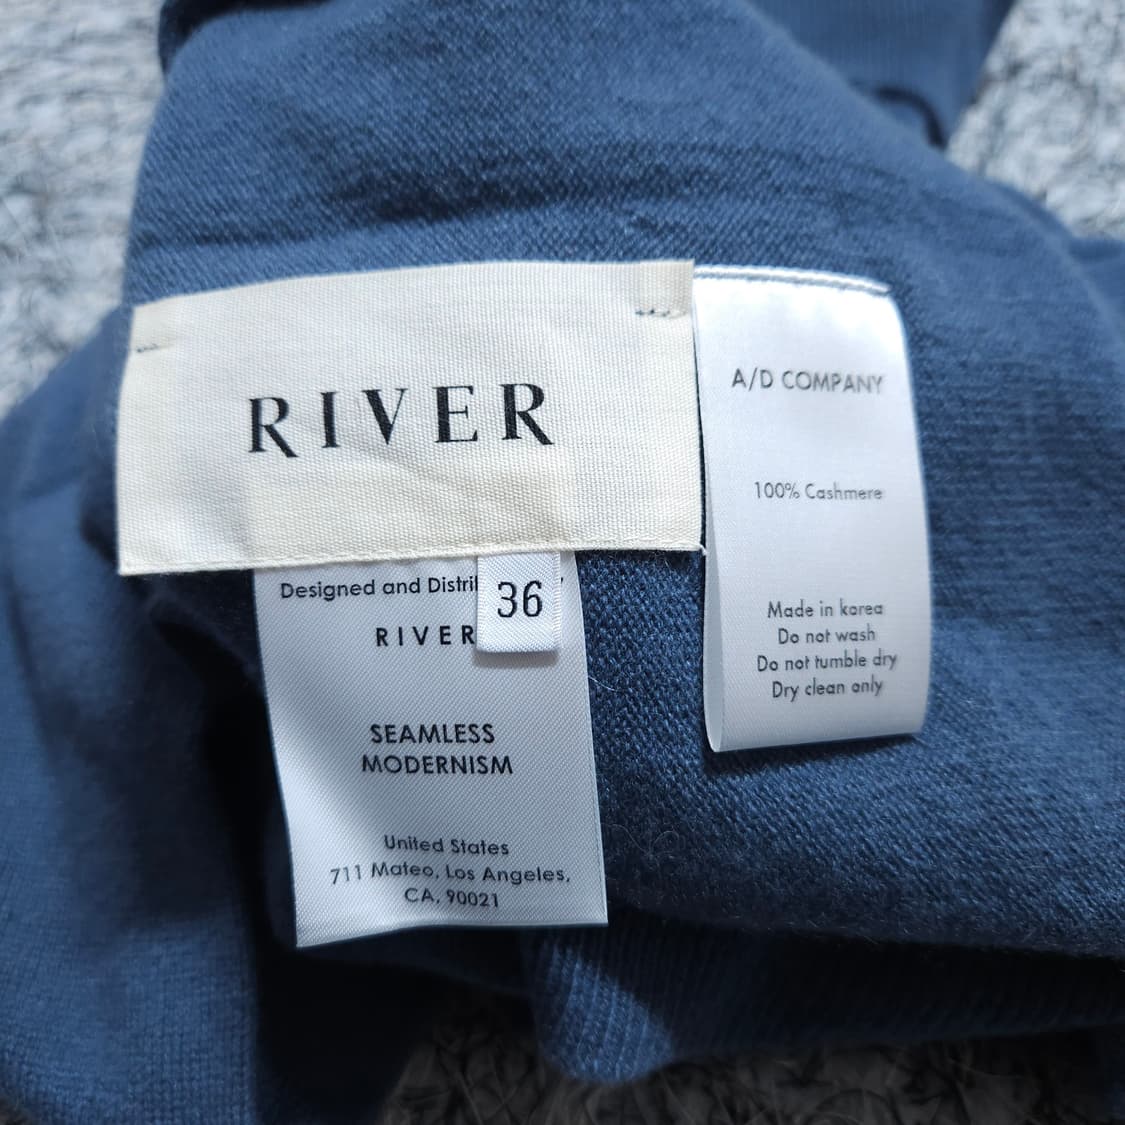 RIVER
Designed and
RIVER
36
SEAMLESS
MODERNISM
United States
711 Mateo, Los Angeles,
CA, 90021
A/D COMPANY
100% Cashmere
Made in korea
Do not wash
Do not tumble dry
Dry clean only